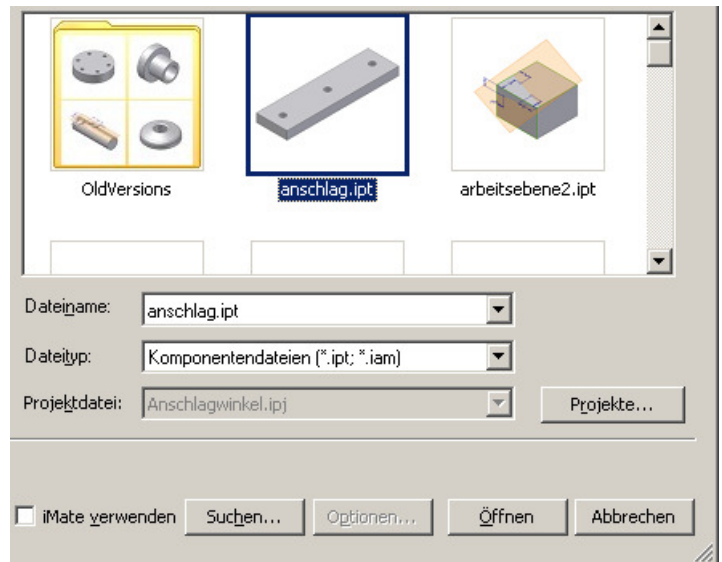 OldVersions
anschlag.ipt
arbeitsebene2.ipt
Dateiname:
anschlag.ipt
Dateityp:
Komponentendateien (*.ipt; *.iam)
Projektdatei:
Anschlagwinkel.ipj
Projekte...
iMate verwenden
Suchen...
Optionen...
Öffnen
Abbrechen